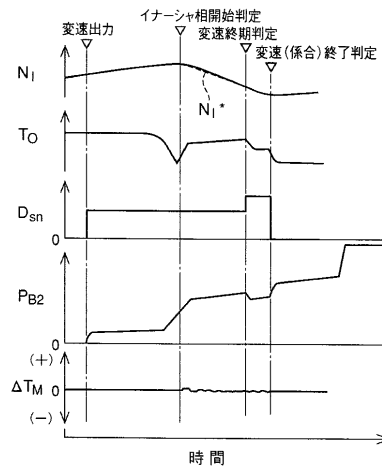 イナーシャ相開始判定
変速出力
変速終期判定
変速(係合)終了判定
NI
NI*
TO
Dsn
0
PB2
0
(+)
ΔTM 0
(-)
時間